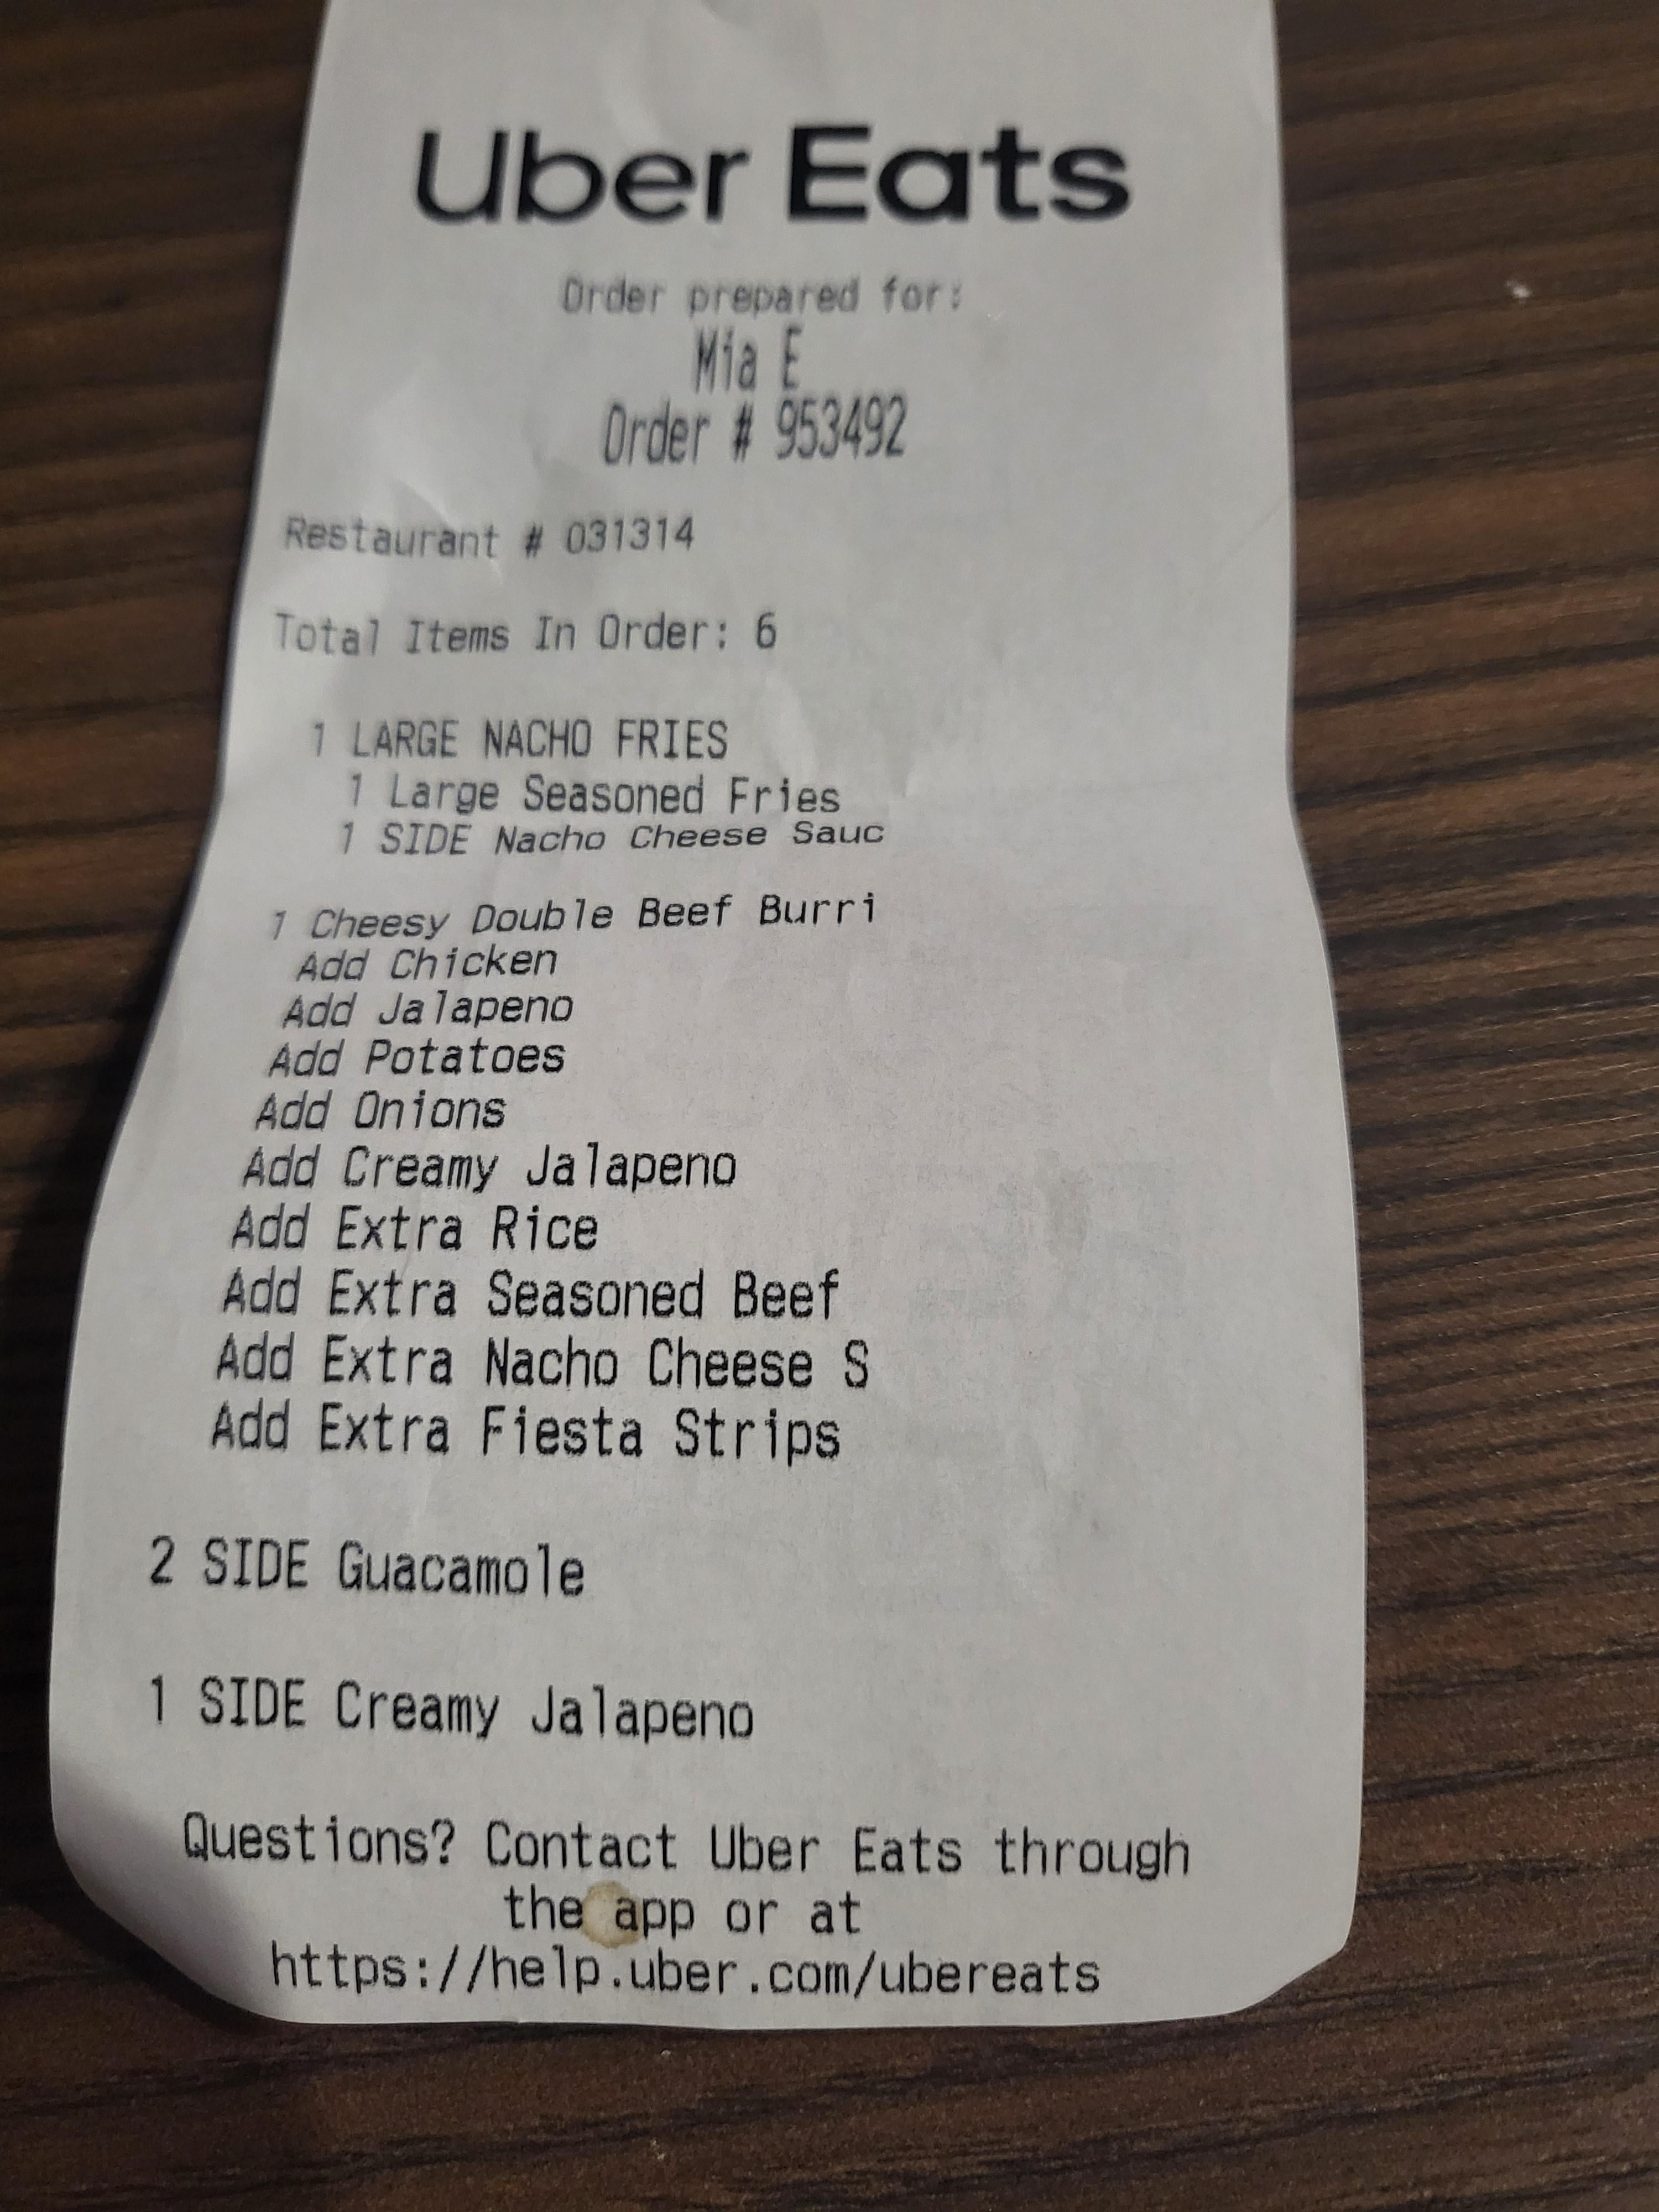 Uber Eats
Order prepared for:
Mia E
Order # 953492
Restaurant # 031314
Total Items In Order: 6
1 LARGE NACHO FRIES
1 Large Seasoned Fries
1 SIDE Nacho Cheese Sauc
1 Cheesy Double Beef Burri
Add Chicken
Add Jalapeno
Add Potatoes
Add Onions
Add Creamy Jalapeno
Add Extra Rice
Add Extra Seasoned Beef
Add Extra Nacho Cheese S
Add Extra Fiesta Strips
2 SIDE Guacamole
1 SIDE Creamy Jalapeno
Questions? Contact Uber Eats through
the app or at
https://help.uber.com/ubereats